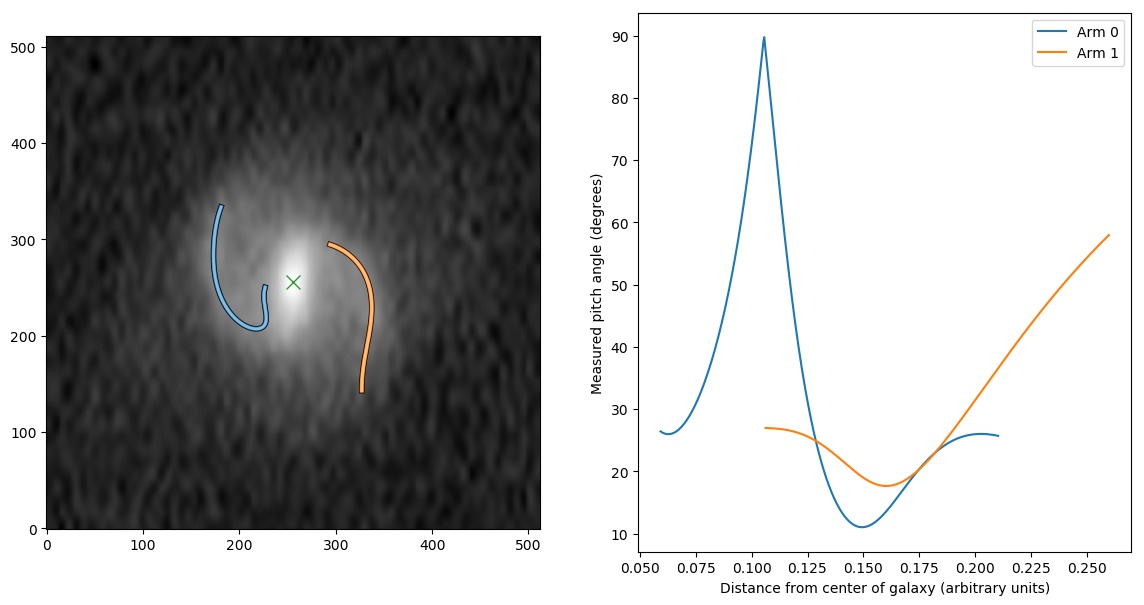 500
400
300
200
100
0
0 100 200 300 400 500
Measured pitch angle (degrees)
90
80
70
60
50
40
30
20
10
Arm 0
Arm 1
0.050 0.075 0.100 0.125 0.150 0.175 0.200 0.225 0.250
Distance from center of galaxy (arbitrary units)